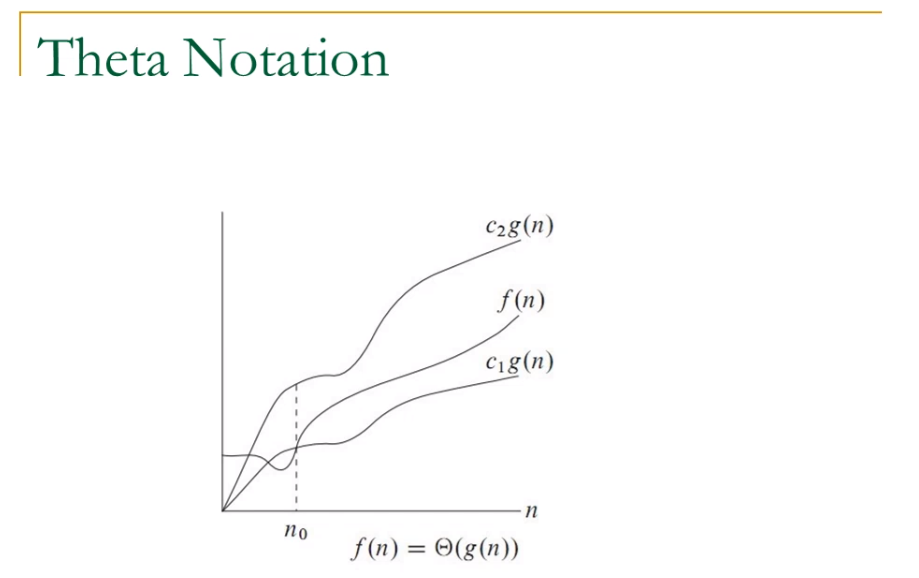 Theta Notation
c₂g(n)
f(n)
c₁g(n)
n
n₀
f(n) = Θ(g(n))